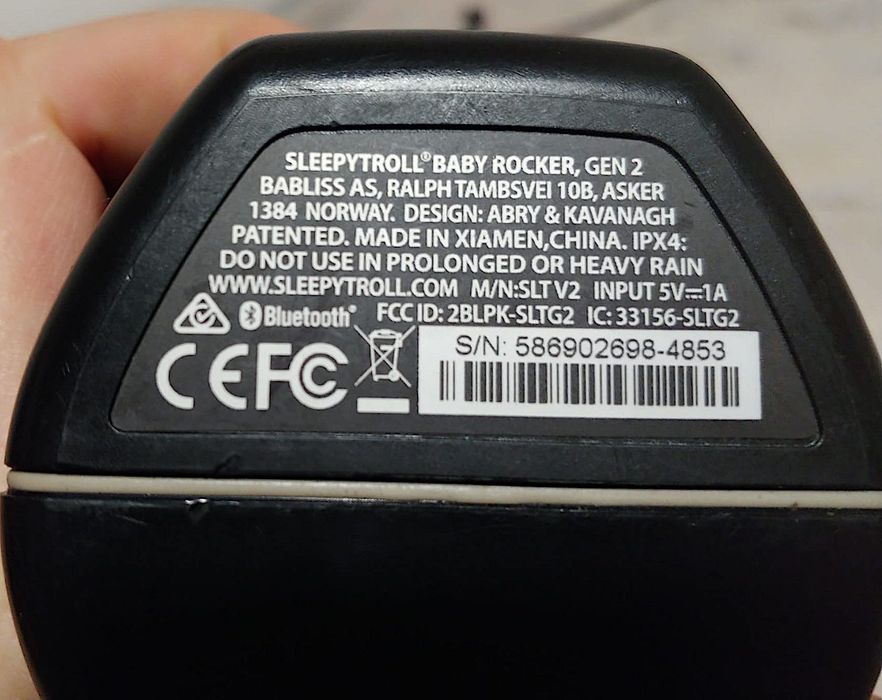 SLEEPYTROLL® BABY ROCKER, GEN 2
BABLISS AS, RALPH TAMBSVEI 10B, ASKER
1384 NORWAY. DESIGN: ABRY & KAVANAGH
PATENTED. MADE IN XIAMEN,CHINA. IPX4:
DO NOT USE IN PROLONGED OR HEAVY RAIN
WWW.SLEEPYTROLL.COM M/N:SLT V2 INPUT 5V⎓1A
Bluetooth® FCC ID: 2BLPK-SLTG2 IC: 33156-SLTG2
CE FC S/N: 586902698-4853